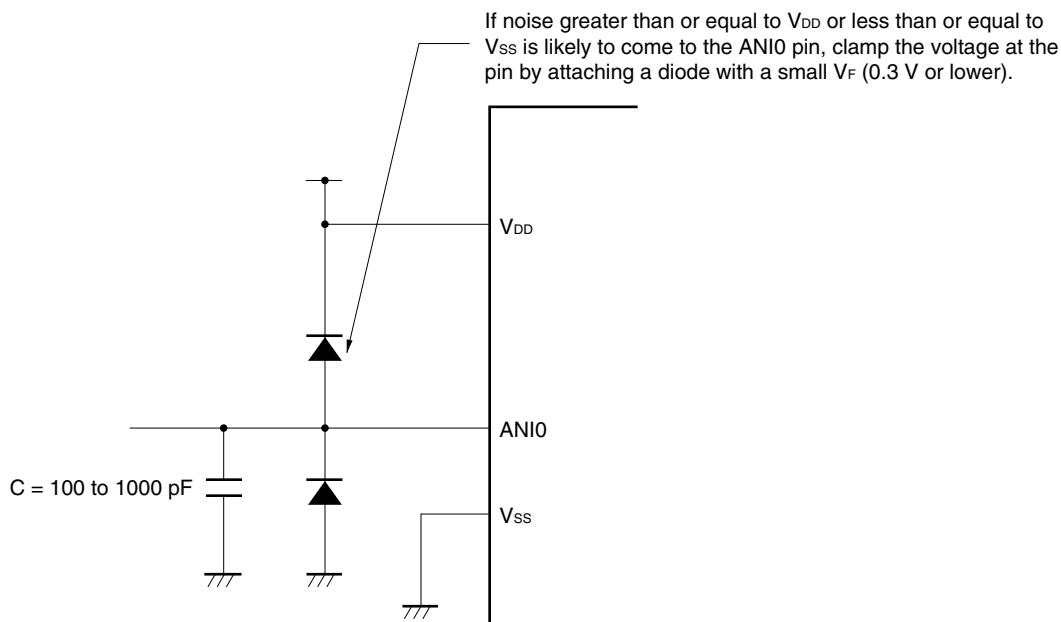 If noise greater than or equal to VDD or less than or equal to
VSS is likely to come to the ANI0 pin, clamp the voltage at the
pin by attaching a diode with a small VF (0.3 V or lower).
VDD
ANI0
C = 100 to 1000 pF
VSS